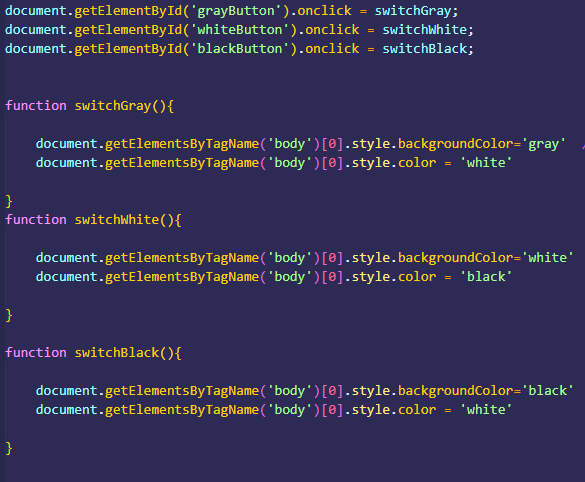 document.getElementById('grayButton').onclick = switchGray;
document.getElementById('whiteButton').onclick = switchWhite;
document.getElementById('blackButton').onclick = switchBlack;
function switchGray(){
document.getElementsByTagName('body')[0].style.backgroundColor='gray' /
document.getElementsByTagName('body')[0].style.color = 'white'
}
function switchWhite(){
document.getElementsByTagName('body')[0].style.backgroundColor='white'
document.getElementsByTagName('body')[0].style.color = 'black'
}
function switchBlack(){
document.getElementsByTagName('body')[0].style.backgroundColor='black'
document.getElementsByTagName('body')[0].style.color = 'white'
}